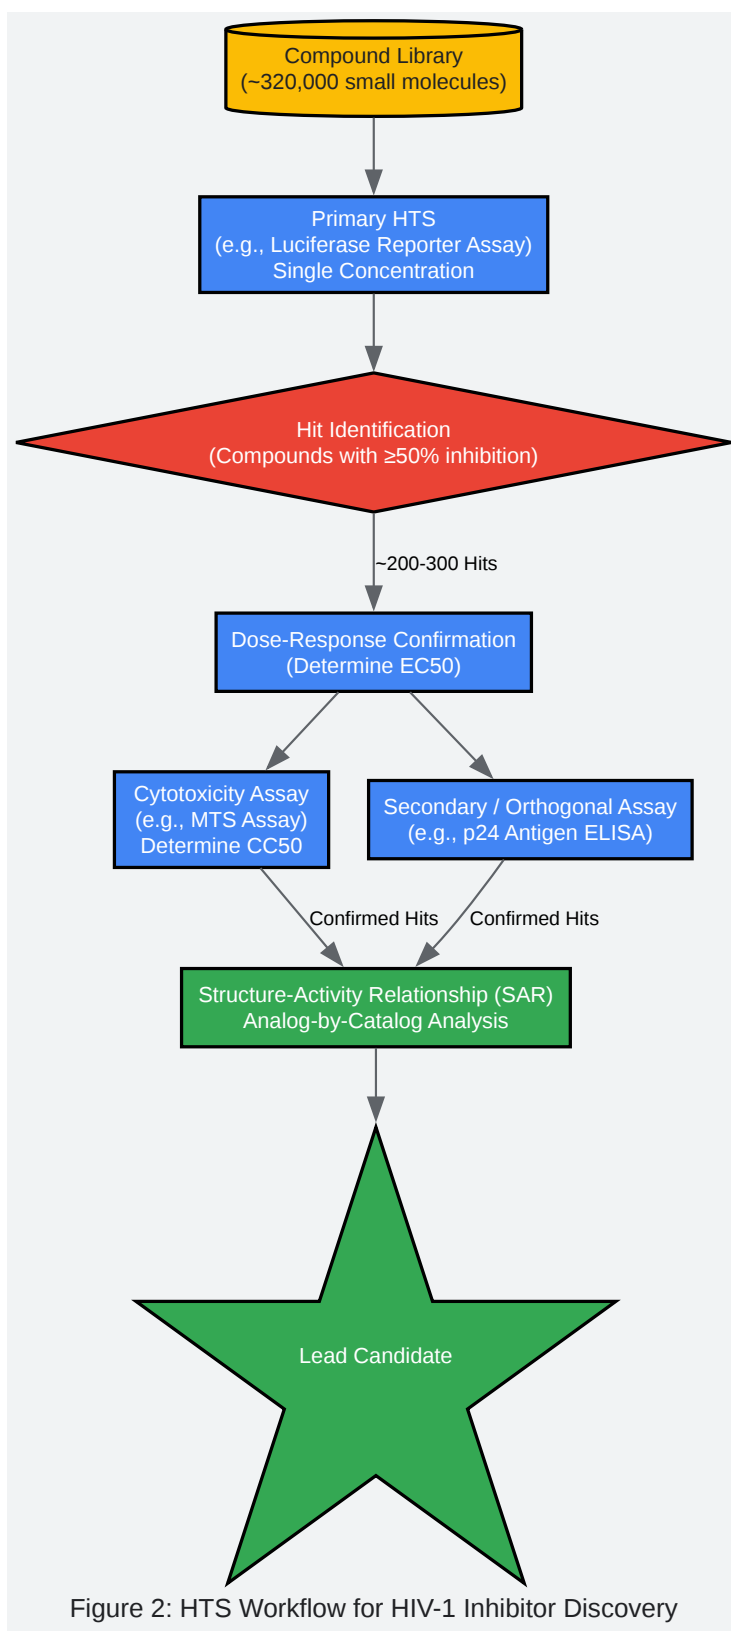 Compound Library
(~320,000 small molecules)
Primary HTS
(e.g., Luciferase Reporter Assay)
Single Concentration
Hit Identification
(Compounds with ≥50% inhibition)
~200-300 Hits
Dose-Response Confirmation
(Determine EC50)
Cytotoxicity Assay
(e.g., MTS Assay)
Determine CC50
Secondary / Orthogonal Assay
(e.g., p24 Antigen ELISA)
Confirmed Hits
Confirmed Hits
Structure-Activity Relationship (SAR)
Analog-by-Catalog Analysis
Lead Candidate
Figure 2: HTS Workflow for HIV-1 Inhibitor Discovery